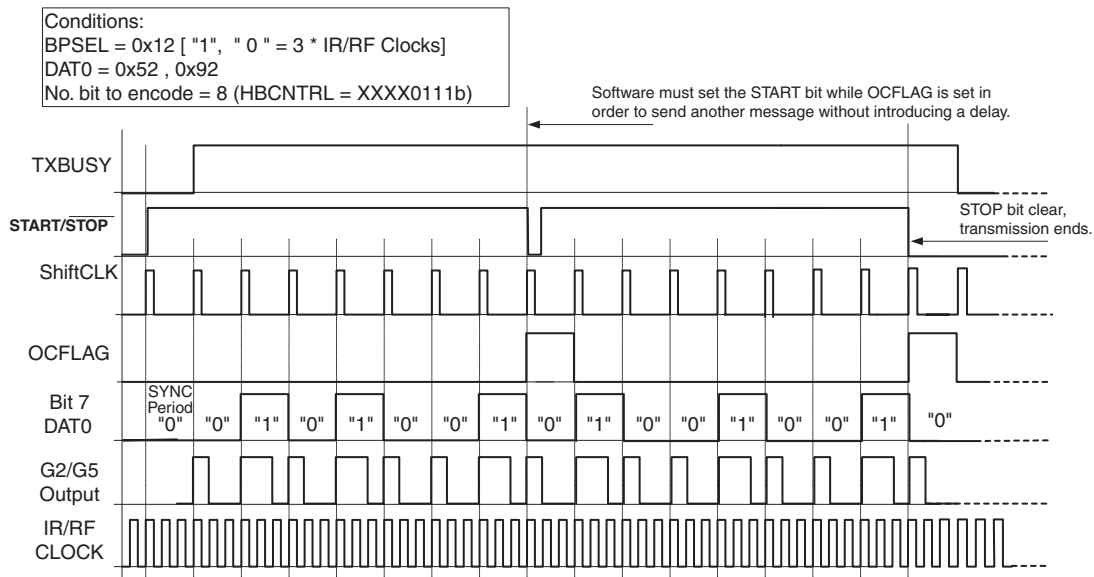 Conditions:
BPSEL = 0x12 [ "1", " 0 " = 3 * IR/RF Clocks]
DAT0 = 0x52 , 0x92
No. bit to encode = 8 (HBCNTRL = XXXX0111b)
Software must set the START bit while OCFLAG is set in
order to send another message without introducing a delay.
TXBUSY
START/STOP
STOP bit clear,
transmission ends.
ShiftCLK
OCFLAG
SYNC
Period
Bit 7
DAT0
"0" "0" "1" "0" "1" "0" "0" "1" "0" "1" "0" "0" "1" "0" "0" "1" "0"
G2/G5
Output
IR/RF
CLOCK